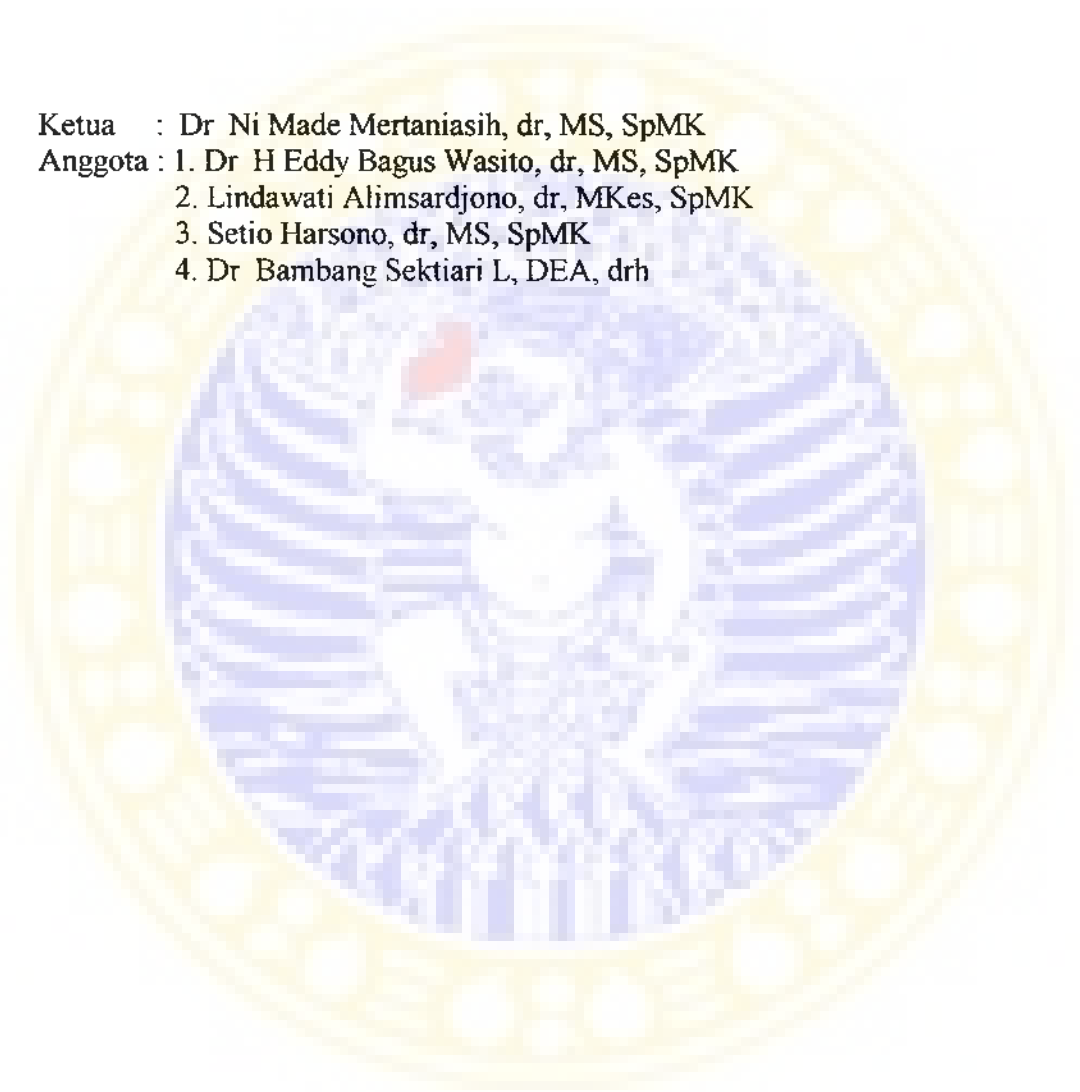 Ketua : Dr Ni Made Mertaniasih, dr, MS, SpMK
Anggota : 1. Dr H Eddy Bagus Wasito, dr, MS, SpMK
2. Lindawati Alimsardjono, dr, MKes, SpMK
3. Setio Harsono, dr, MS, SpMK
4. Dr Bambang Sektiari L, DEA, drh